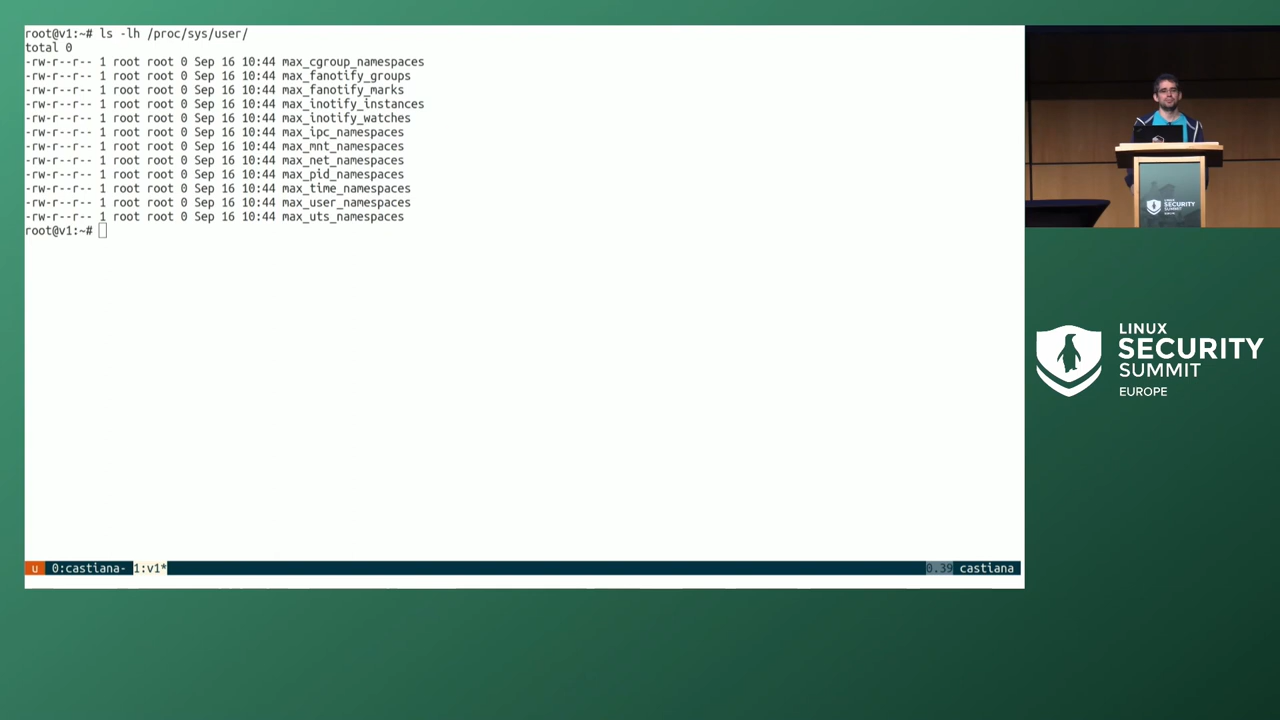 root@v1:~# ls -lh /proc/sys/user/
total 0
-rw-r--r-- 1 root root 0 Sep 16 10:44 max_cgroup_namespaces
-rw-r--r-- 1 root root 0 Sep 16 10:44 max_fanotify_groups
-rw-r--r-- 1 root root 0 Sep 16 10:44 max_fanotify_marks
-rw-r--r-- 1 root root 0 Sep 16 10:44 max_inotify_instances
-rw-r--r-- 1 root root 0 Sep 16 10:44 max_inotify_watches
-rw-r--r-- 1 root root 0 Sep 16 10:44 max_ipc_namespaces
-rw-r--r-- 1 root root 0 Sep 16 10:44 max_mnt_namespaces
-rw-r--r-- 1 root root 0 Sep 16 10:44 max_net_namespaces
-rw-r--r-- 1 root root 0 Sep 16 10:44 max_pid_namespaces
-rw-r--r-- 1 root root 0 Sep 16 10:44 max_time_namespaces
-rw-r--r-- 1 root root 0 Sep 16 10:44 max_user_namespaces
-rw-r--r-- 1 root root 0 Sep 16 10:44 max_uts_namespaces
root@v1:~#
u 0:castiana- 1:v1* 0.39 castiana
LINUX
SECURITY
SUMMIT
EUROPE
LINUX
SECURITY
SUMMIT
EUROPE